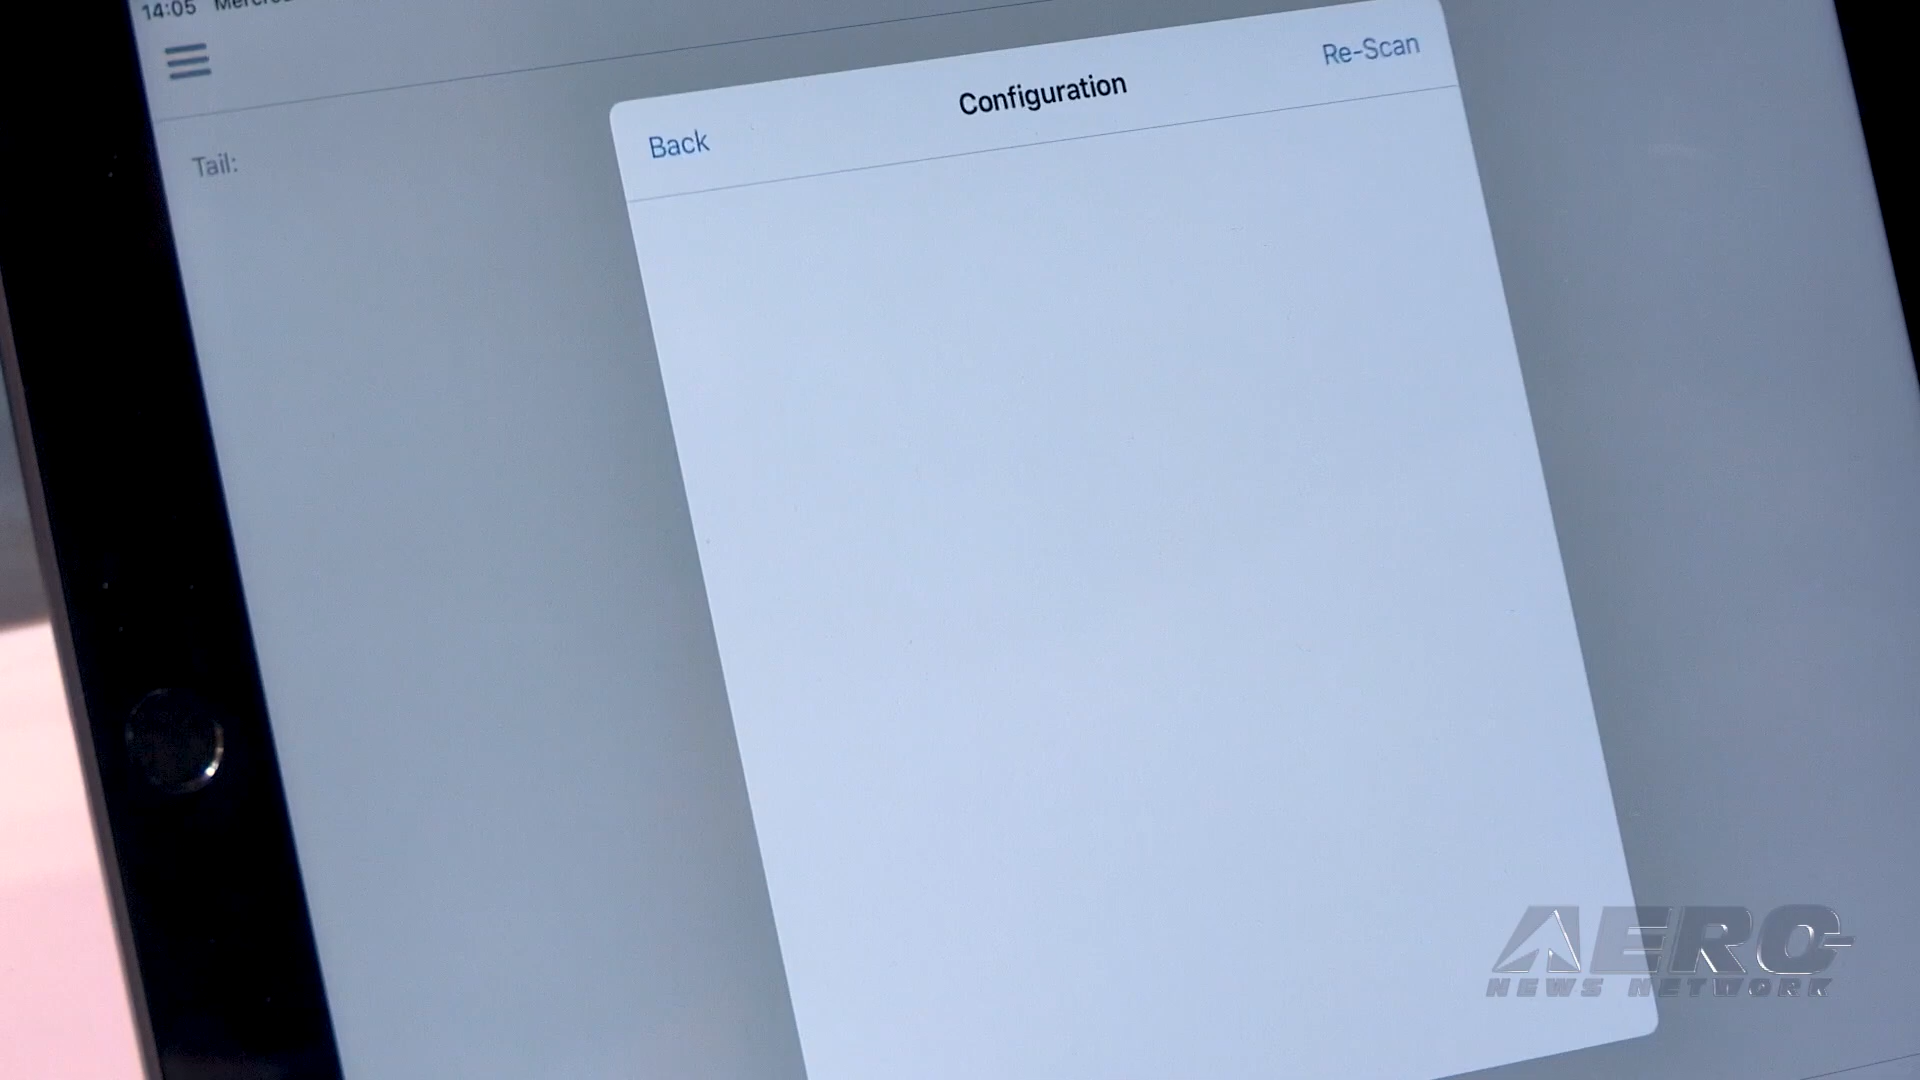 14:05
Tail:
Back
Configuration
Re-Scan
AERO
NEWS NETWORK